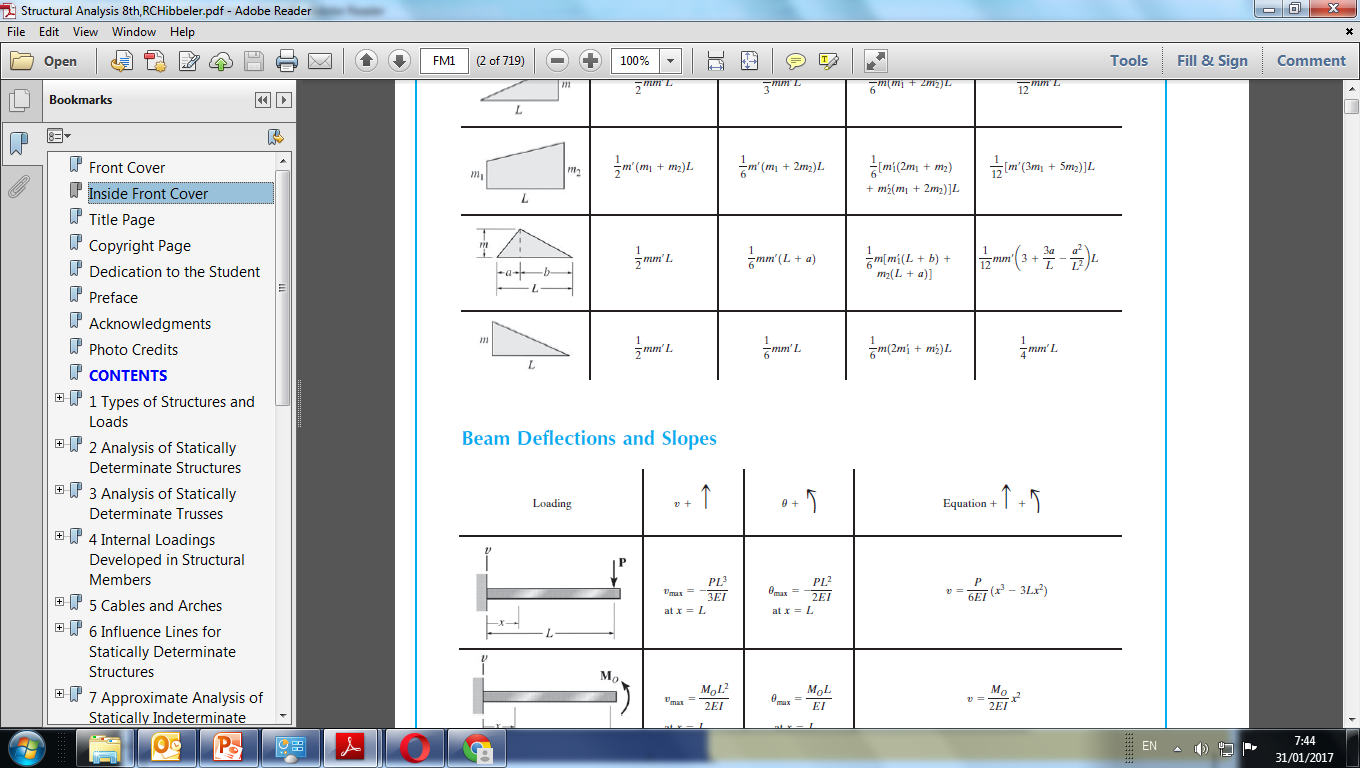 Structural Analysis 8th,RCHibbeler.pdf - Adobe Reader
File Edit View Window Help
Open FM1 (2 of 719) 100% Tools Fill & Sign Comment
Bookmarks
Front Cover
Inside Front Cover
Title Page
Copyright Page
Dedication to the Student
Preface
Acknowledgments
Photo Credits
CONTENTS
1 Types of Structures and
Loads
2 Analysis of Statically
Determinate Structures
3 Analysis of Statically
Determinate Trusses
4 Internal Loadings
Developed in Structural
Members
5 Cables and Arches
6 Influence Lines for
Statically Determinate
Structures
7 Approximate Analysis of
Statically Indeterminate
m L
m₁ m₂ L 1/2 m′(m₁ + m₂)L 1/6 m′(m₁ + 2m₂)L 1/6 [m′₁(2m₁ + m₂) 1/12 [m′(3m₁ + 5m₂)]L
+ m′₂(m₁ + 2m₂)]L
m a b L 1/2 mm′L 1/6 mm′(L + a) 1/6 m[m′₁(L + b) + 1/12 mm′(3 + 3a/L − a²/L²)L
m₂(L + a)]
m L 1/2 mm′L 1/6 mm′L 1/6 m(2m′₁ + m′₂)L 1/4 mm′L
Beam Deflections and Slopes
Loading v + ↑ θ + Equation + ↑ +
v P x L vmax = −PL³/3EI θmax = −PL²/2EI v = P/6EI (x³ − 3Lx²)
at x = L at x = L
v M_O x vmax = M_OL²/2EI θmax = M_OL/EI v = M_O/2EI x²
EN 7:44
31/01/2017